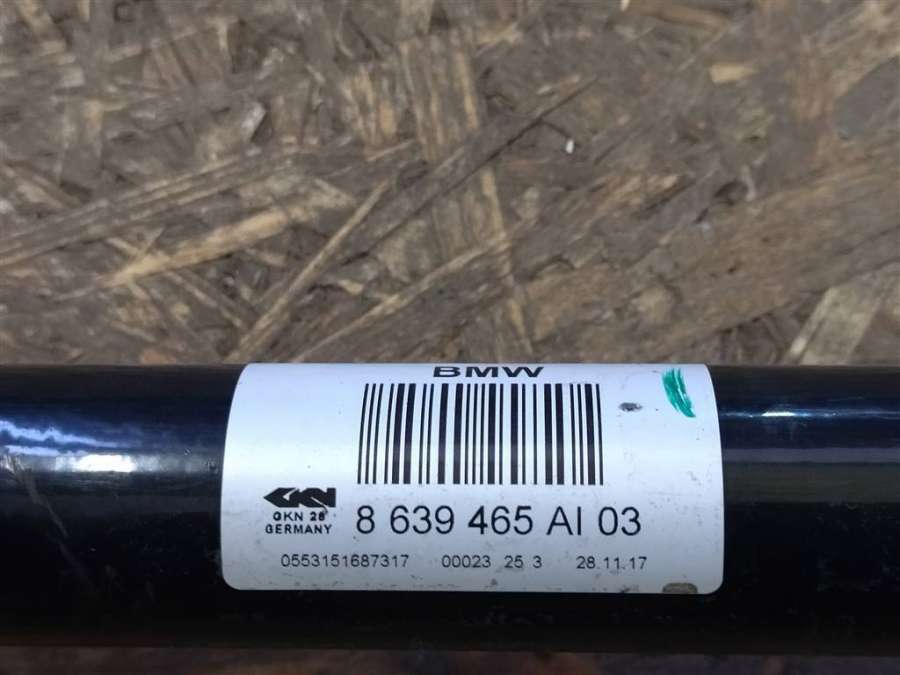 BMW
GKN
GKN 28
GERMANY
8 639 465 AI 03
0553151687317 00023 25 3 28.11.17